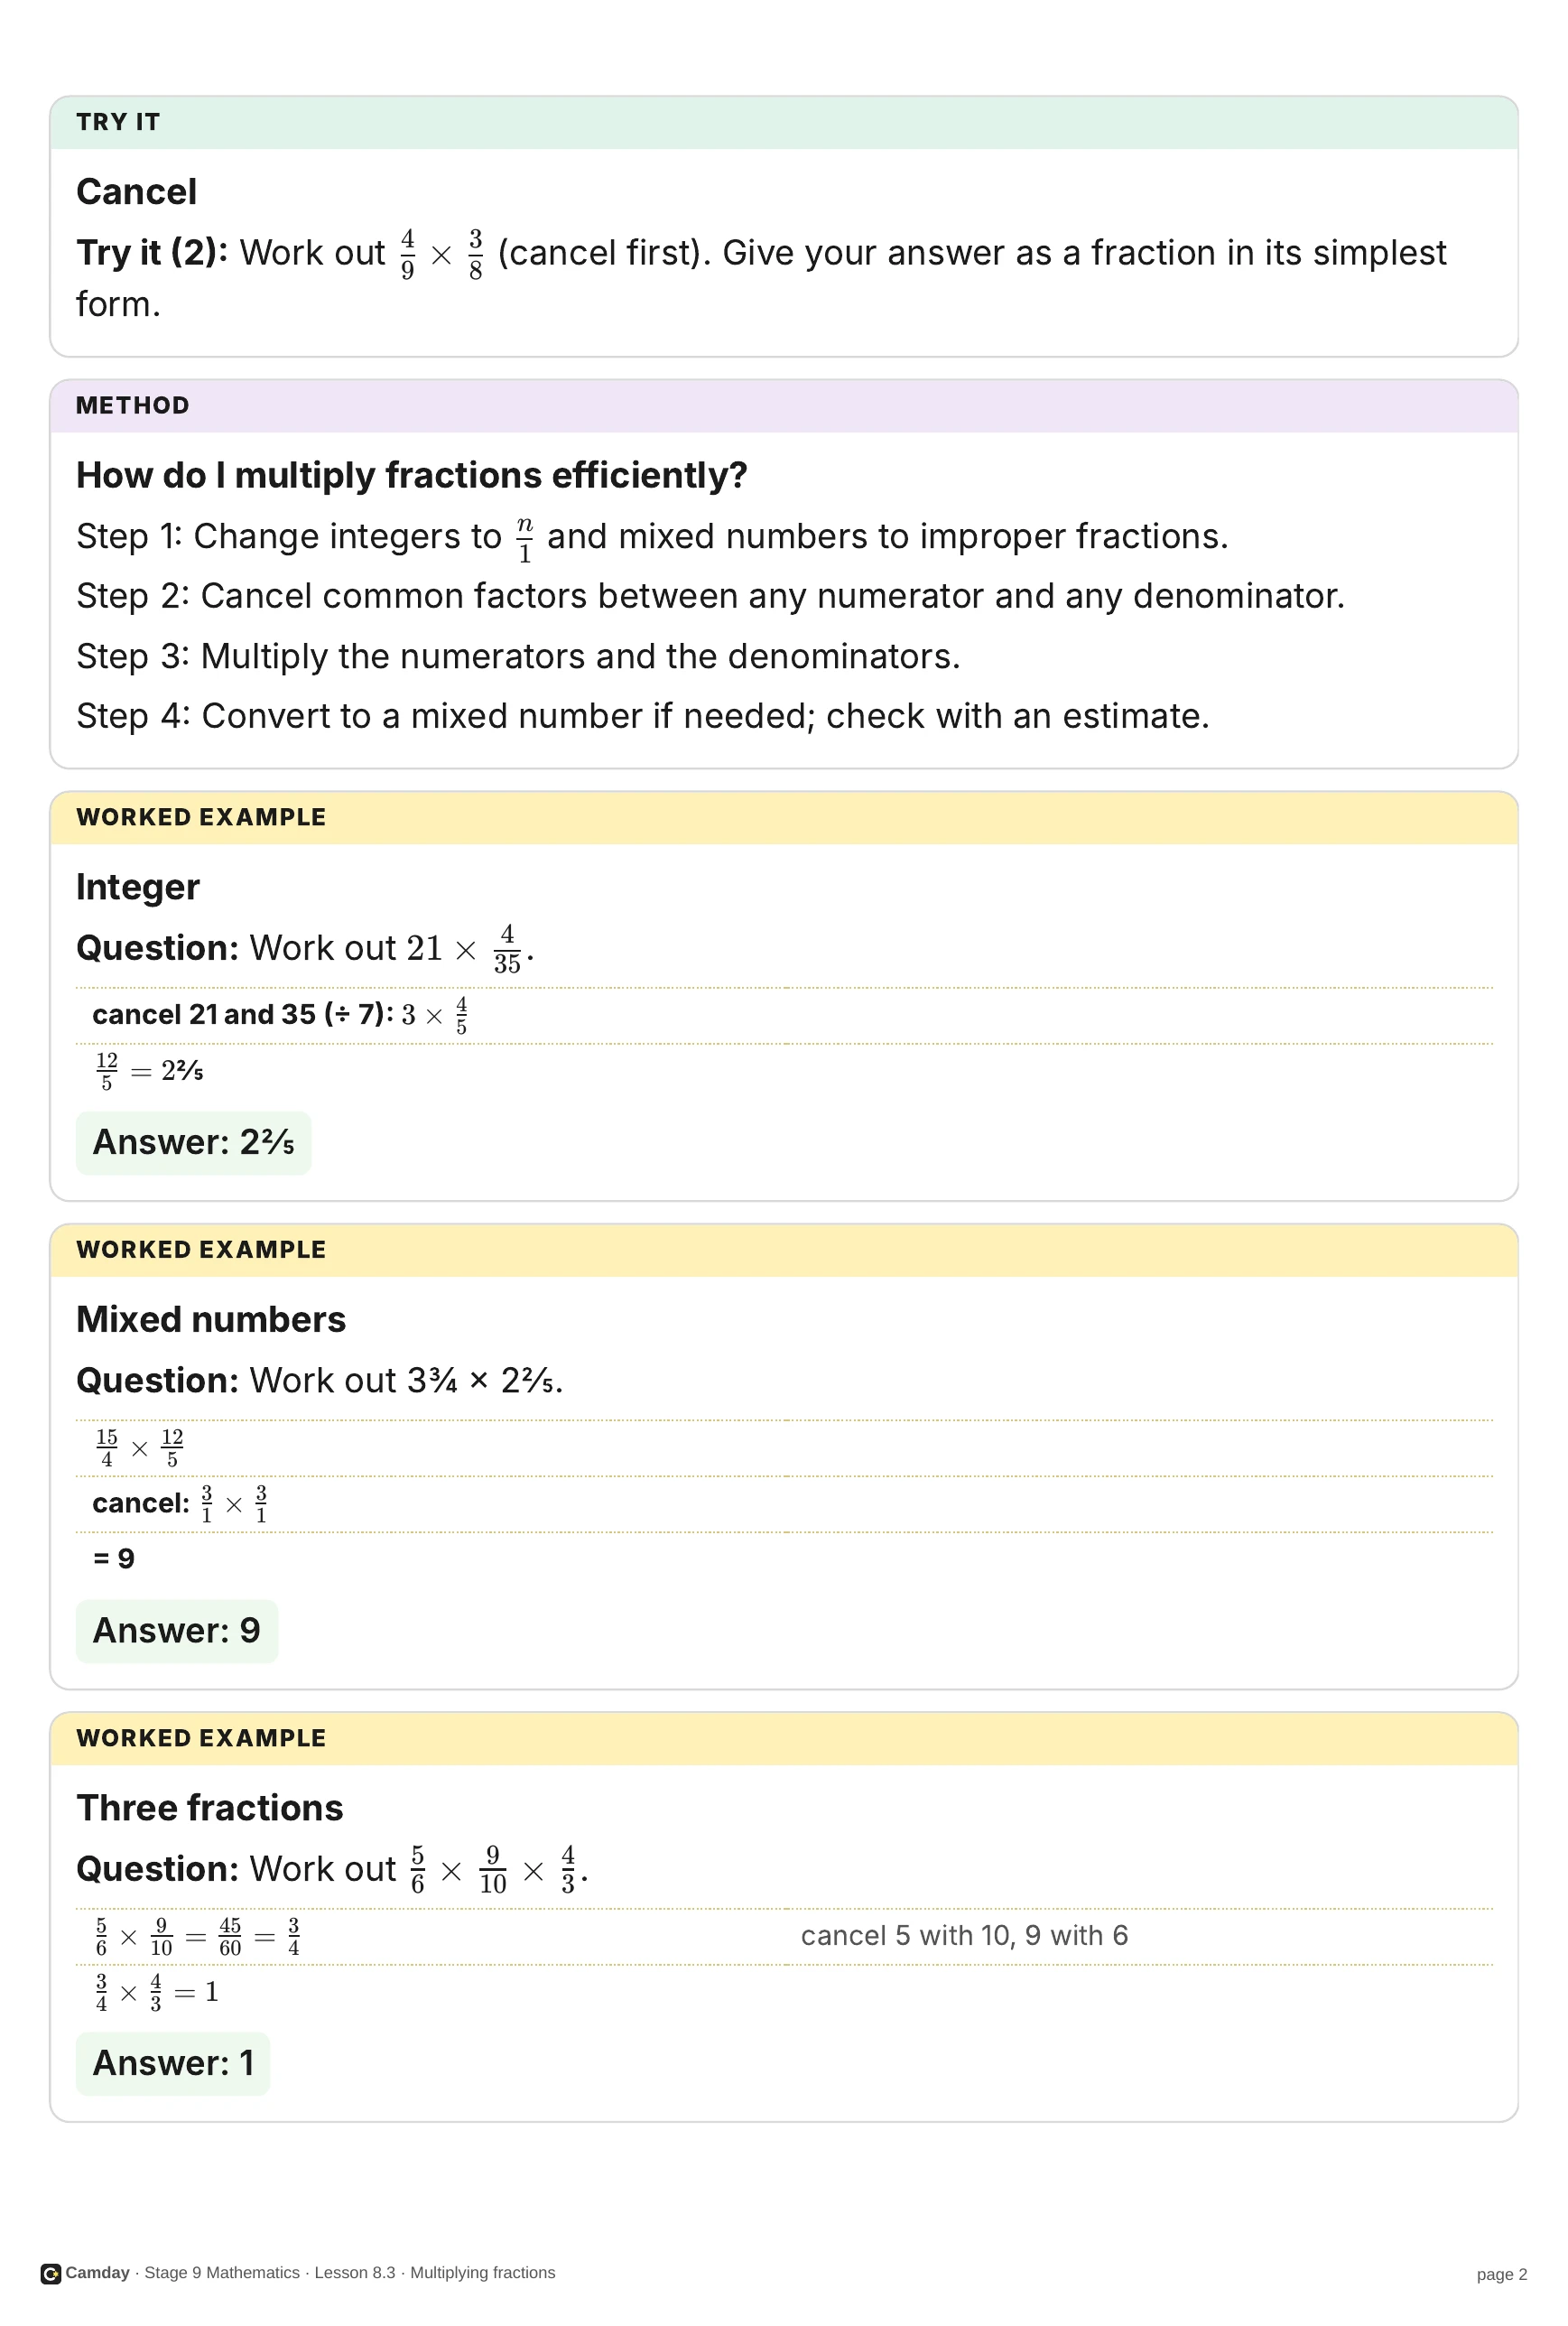 TRY IT
Cancel
Try it (2): Work out 4/9 × 3/8 (cancel first). Give your answer as a fraction in its simplest
form.
METHOD
How do I multiply fractions efficiently?
Step 1: Change integers to n/1 and mixed numbers to improper fractions.
Step 2: Cancel common factors between any numerator and any denominator.
Step 3: Multiply the numerators and the denominators.
Step 4: Convert to a mixed number if needed; check with an estimate.
WORKED EXAMPLE
Integer
Question: Work out 21 × 4/35.
cancel 21 and 35 (÷ 7): 3 × 4/5
12/5 = 2⅖
Answer: 2⅖
WORKED EXAMPLE
Mixed numbers
Question: Work out 3¾ × 2⅖.
15/4 × 12/5
cancel: 3/1 × 3/1
= 9
Answer: 9
WORKED EXAMPLE
Three fractions
Question: Work out 5/6 × 9/10 × 4/3.
5/6 × 9/10 = 45/60 = 3/4 cancel 5 with 10, 9 with 6
3/4 × 4/3 = 1
Answer: 1
Camday · Stage 9 Mathematics · Lesson 8.3 · Multiplying fractions page 2